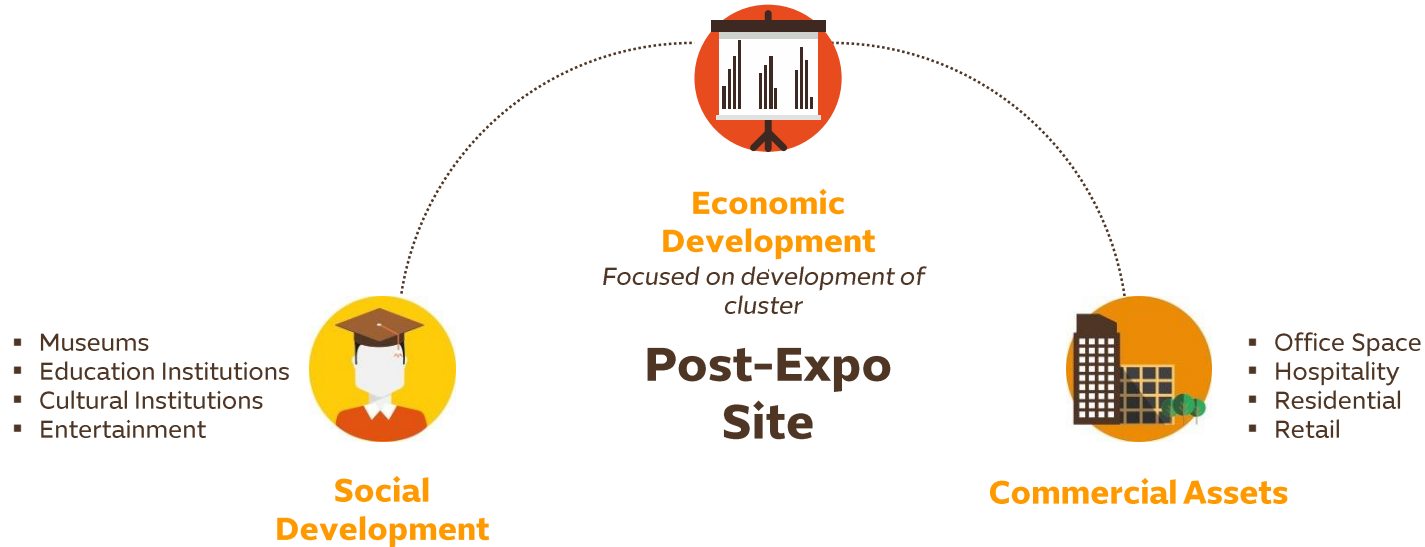 Economic
Development
Focused on development of
cluster
Post-Expo
Site
▪ Museums
▪ Education Institutions
▪ Cultural Institutions
▪ Entertainment
Social
Development
▪ Office Space
▪ Hospitality
▪ Residential
▪ Retail
Commercial Assets